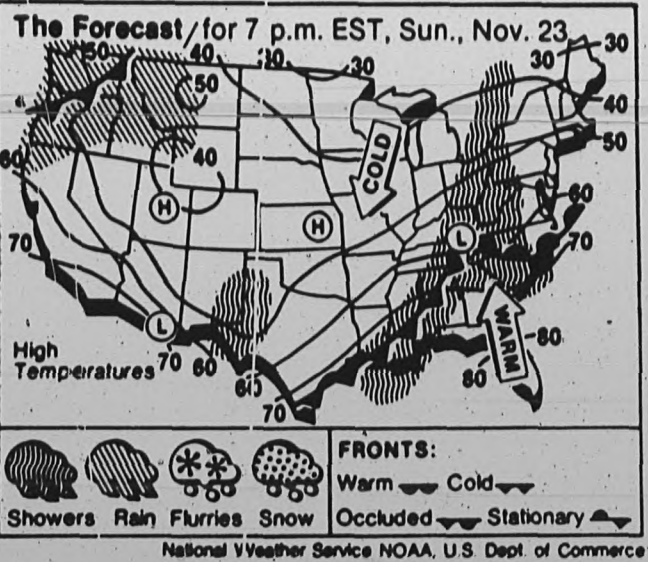 The Forecast/for 7 p.m. EST, Sun., Nov. 23
50
40
30
30
30
30
50
40
50
60
40
COLD
H
H
60
70
L
70
L
WARM
80
80
High
Temperatures
70
60
60
70
FRONTS:
Warm
Cold
Showers
Rain
Flurries
Snow
Occluded
Stationary
National Weather Service NOAA, U.S. Dept. of Commerce